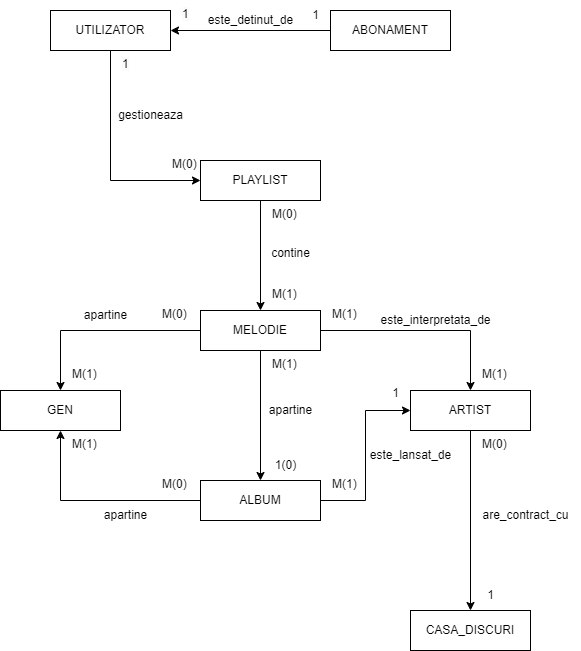 1 este_detinut_de 1
UTILIZATOR ABONAMENT
1
gestioneaza
M(0)
PLAYLIST
M(0)
contine
M(1)
apartine M(0) M(1) este_interpretata_de
MELODIE
M(1) M(1) M(1)
1
GEN apartine ARTIST
M(1) M(0)
este_lansat_de
1(0)
M(0) M(1)
ALBUM
apartine are_contract_cu
1
CASA_DISCURI